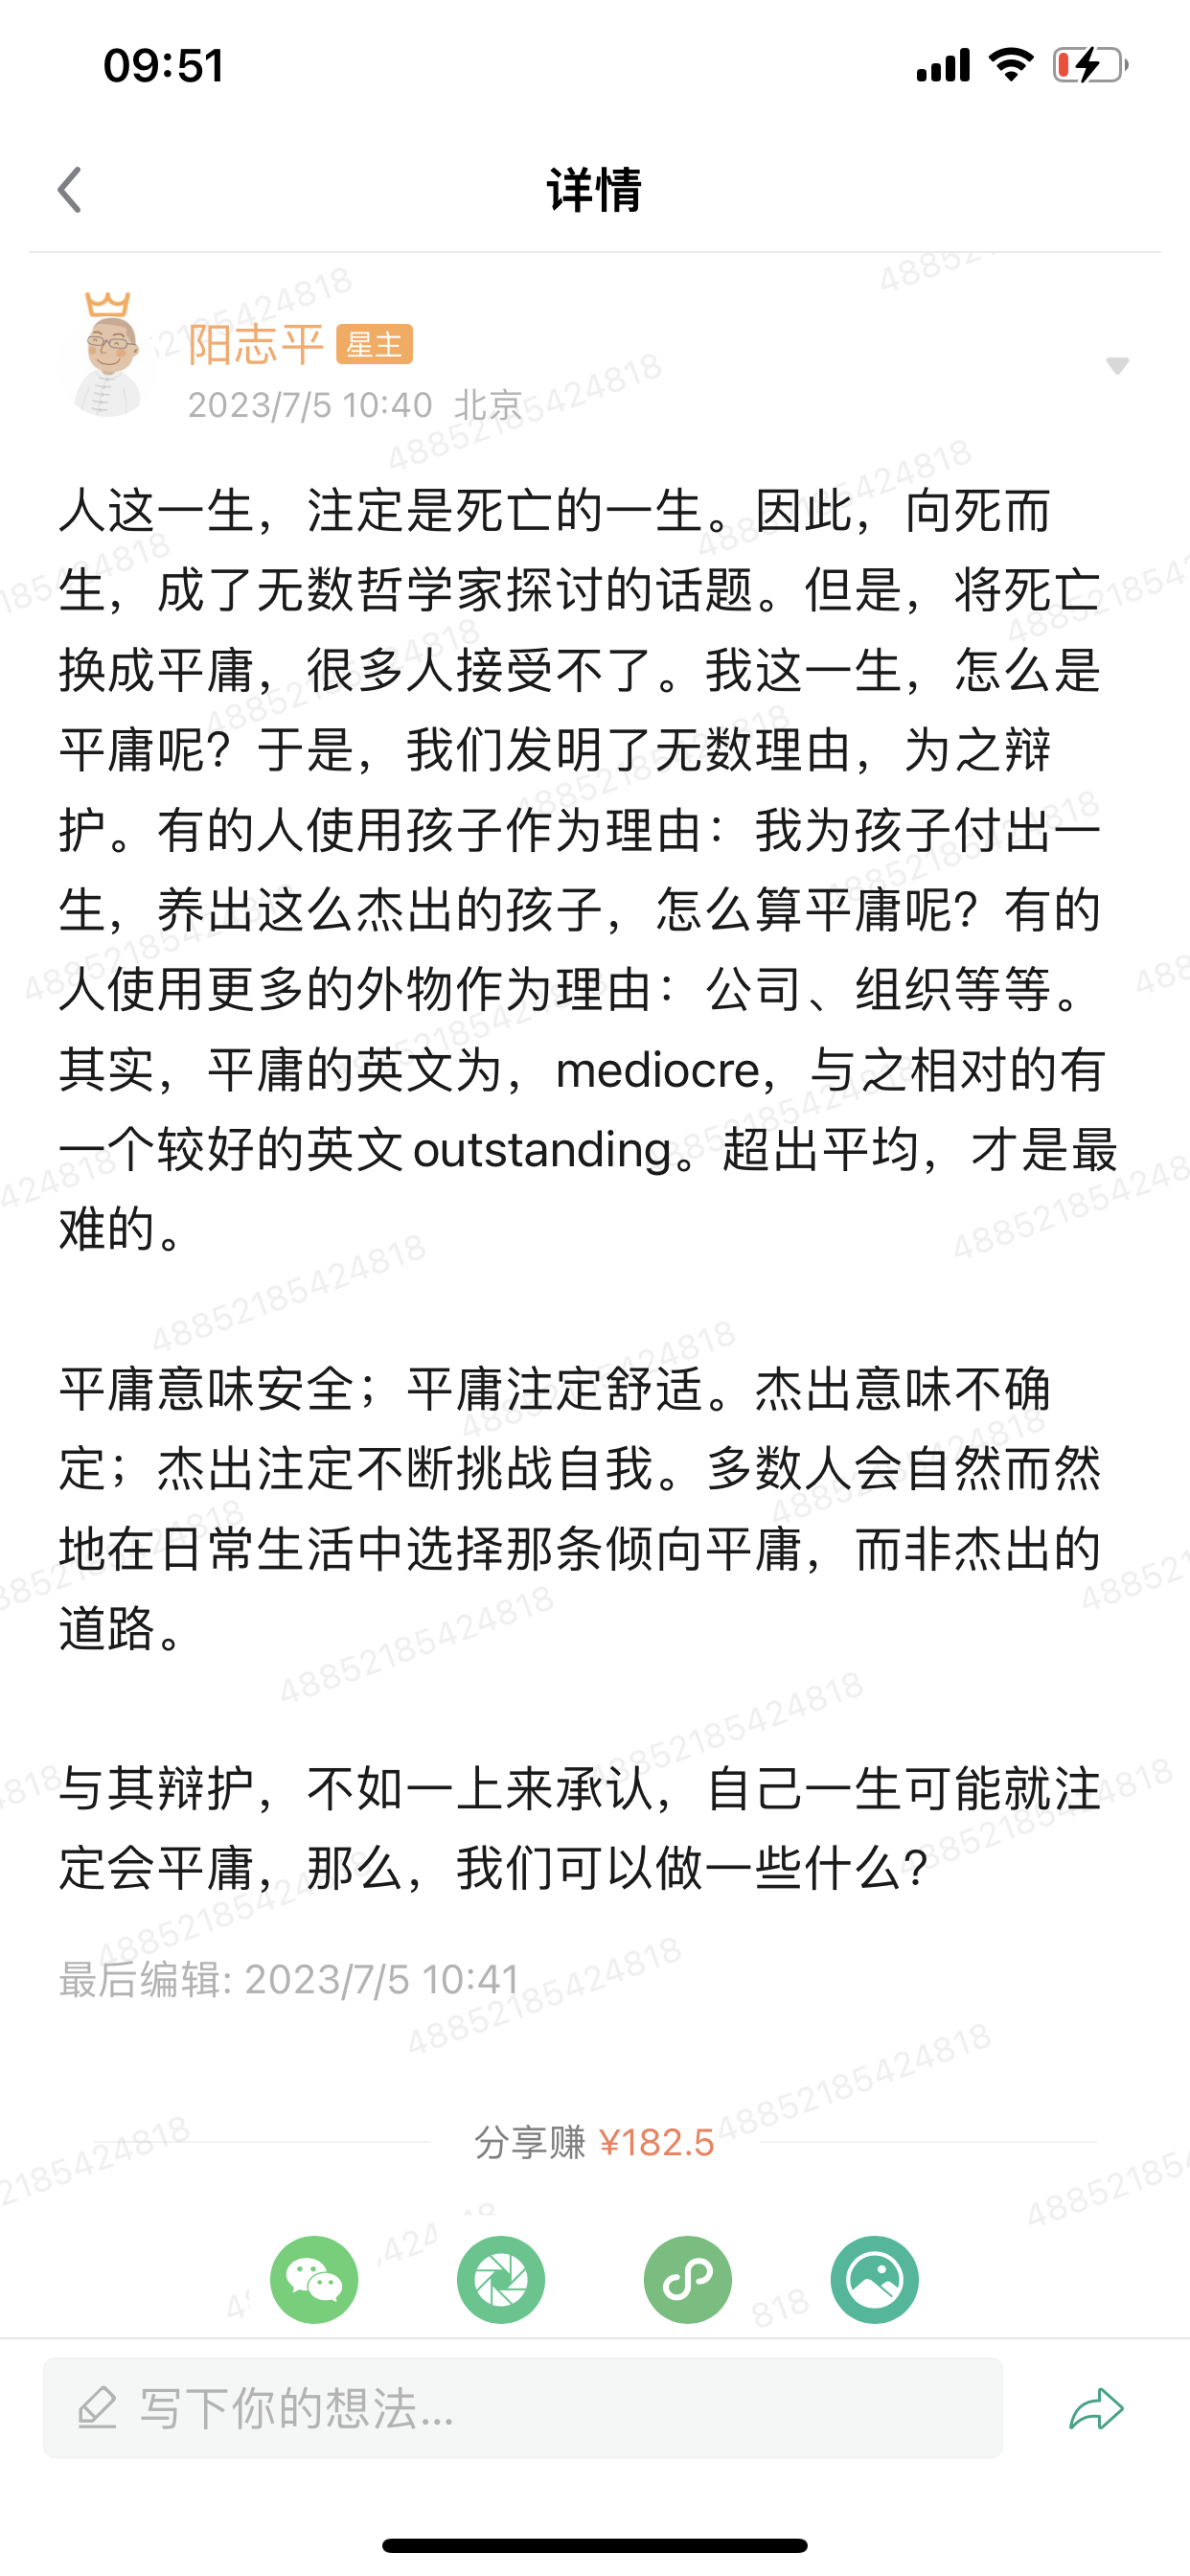 09:51
详情
阳志平 星主
2023/7/5 10:40 北京
人这一生，注定是死亡的一生。因此，向死而
生，成了无数哲学家探讨的话题。但是，将死亡
换成平庸，很多人接受不了。我这一生，怎么是
平庸呢？于是，我们发明了无数理由，为之辩
护。有的人使用孩子作为理由：我为孩子付出一
生，养出这么杰出的孩子，怎么算平庸呢？有的
人使用更多的外物作为理由：公司、组织等等。
其实，平庸的英文为，mediocre，与之相对的有
一个较好的英文 outstanding。超出平均，才是最
难的。
平庸意味安全；平庸注定舒适。杰出意味不确
定；杰出注定不断挑战自我。多数人会自然而然
地在日常生活中选择那条倾向平庸，而非杰出的
道路。
与其辩护，不如一上来承认，自己一生可能就注
定会平庸，那么，我们可以做一些什么？
最后编辑: 2023/7/5 10:41
分享赚 ¥182.5
写下你的想法...
48852185424818